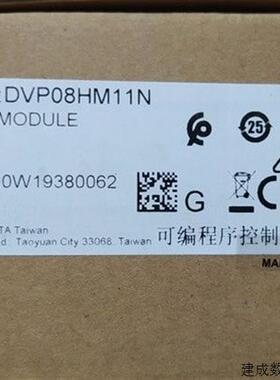 :DVP08HM11N
MODULE
25
0W19380062
G
TA Taiwan
d.: Taoyuan City 33068, Taiwan
可编程序控制
MA
建成数